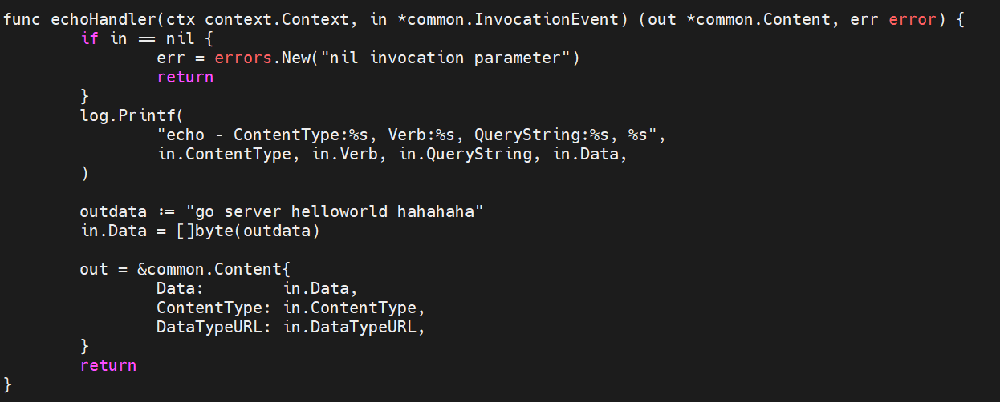 func echoHandler(ctx context.Context, in *common.InvocationEvent) (out *common.Content, err error) {
        if in == nil {
                err = errors.New("nil invocation parameter")
                return
        }
        log.Printf(
                "echo - ContentType:%s, Verb:%s, QueryString:%s, %s",
                in.ContentType, in.Verb, in.QueryString, in.Data,
        )

        outdata := "go server helloworld hahahaha"
        in.Data = []byte(outdata)

        out = &common.Content{
                Data:        in.Data,
                ContentType: in.ContentType,
                DataTypeURL: in.DataTypeURL,
        }
        return
}